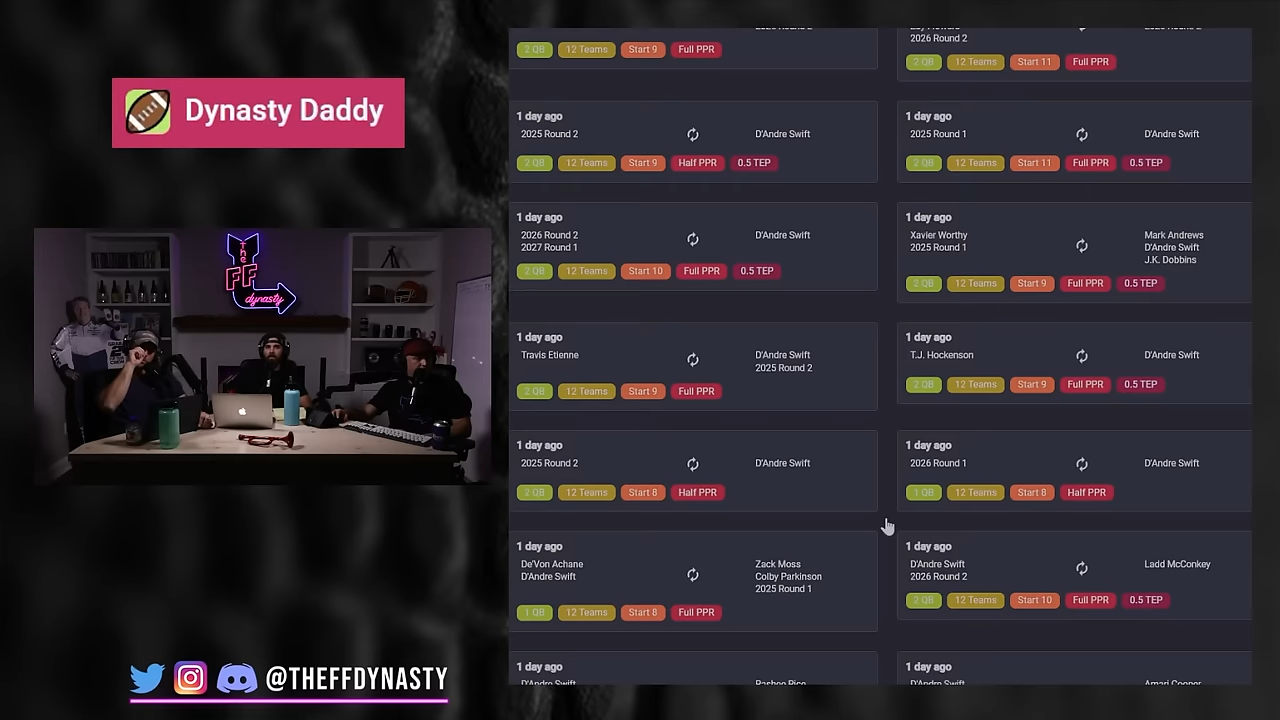 Dynasty Daddy
The
FF
dynasty
@THEFFDYNASTY
2 QB 12 Teams Start 9 Full PPR
1 day ago
2025 Round 2 D'Andre Swift
2 QB 12 Teams Start 9 Half PPR 0.5 TEP
1 day ago
2026 Round 2 D'Andre Swift
2027 Round 1
2 QB 12 Teams Start 10 Full PPR 0.5 TEP
1 day ago
Travis Etienne D'Andre Swift
2025 Round 2
2 QB 12 Teams Start 9 Full PPR
1 day ago
2025 Round 2 D'Andre Swift
2 QB 12 Teams Start 8 Half PPR
1 day ago
De'Von Achane Zack Moss
D'Andre Swift Colby Parkinson
2025 Round 1
1 QB 12 Teams Start 8 Full PPR
1 day ago
D'Andre Swift Rashee Rice
2026 Round 2
2 QB 12 Teams Start 11 Full PPR
1 day ago
2025 Round 1 D'Andre Swift
2 QB 12 Teams Start 11 Full PPR 0.5 TEP
1 day ago
Xavier Worthy Mark Andrews
2025 Round 1 D'Andre Swift
J.K. Dobbins
2 QB 12 Teams Start 9 Full PPR 0.5 TEP
1 day ago
T.J. Hockenson D'Andre Swift
2 QB 12 Teams Start 9 Full PPR 0.5 TEP
1 day ago
2026 Round 1 D'Andre Swift
1 QB 12 Teams Start 8 Half PPR
1 day ago
D'Andre Swift Ladd McConkey
2026 Round 2
2 QB 12 Teams Start 10 Full PPR 0.5 TEP
1 day ago
D'Andre Swift Amari Cooper